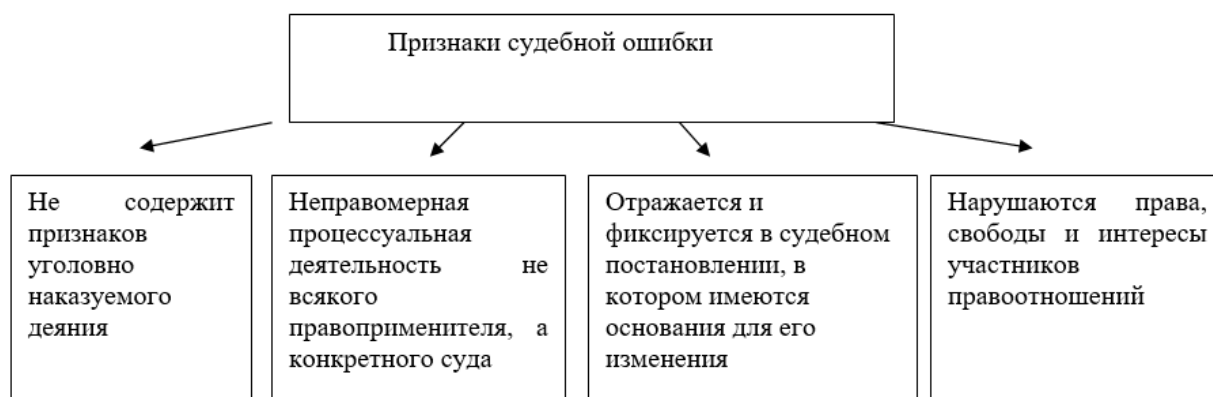 Признаки судебной ошибки
Не содержит
признаков
уголовно
наказуемого
деяния
Неправомерная
процессуальная
деятельность не
всякого
правоприменителя, а
конкретного суда
Отражается и
фиксируется в судебном
постановлении, в
котором имеются
основания для его
изменения
Нарушаются права,
свободы и интересы
участников
правоотношений